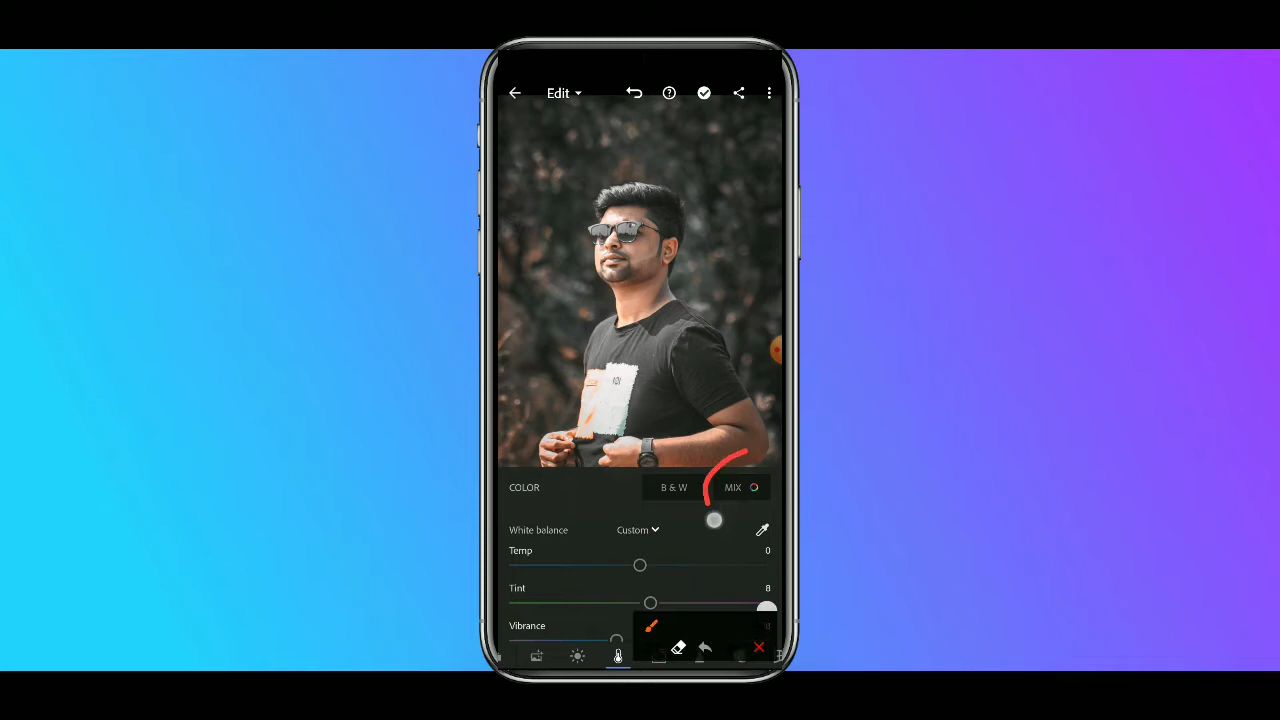 Edit
COLOR
B & W
MIX
White balance
Custom
Temp
0
Tint
8
Vibrance